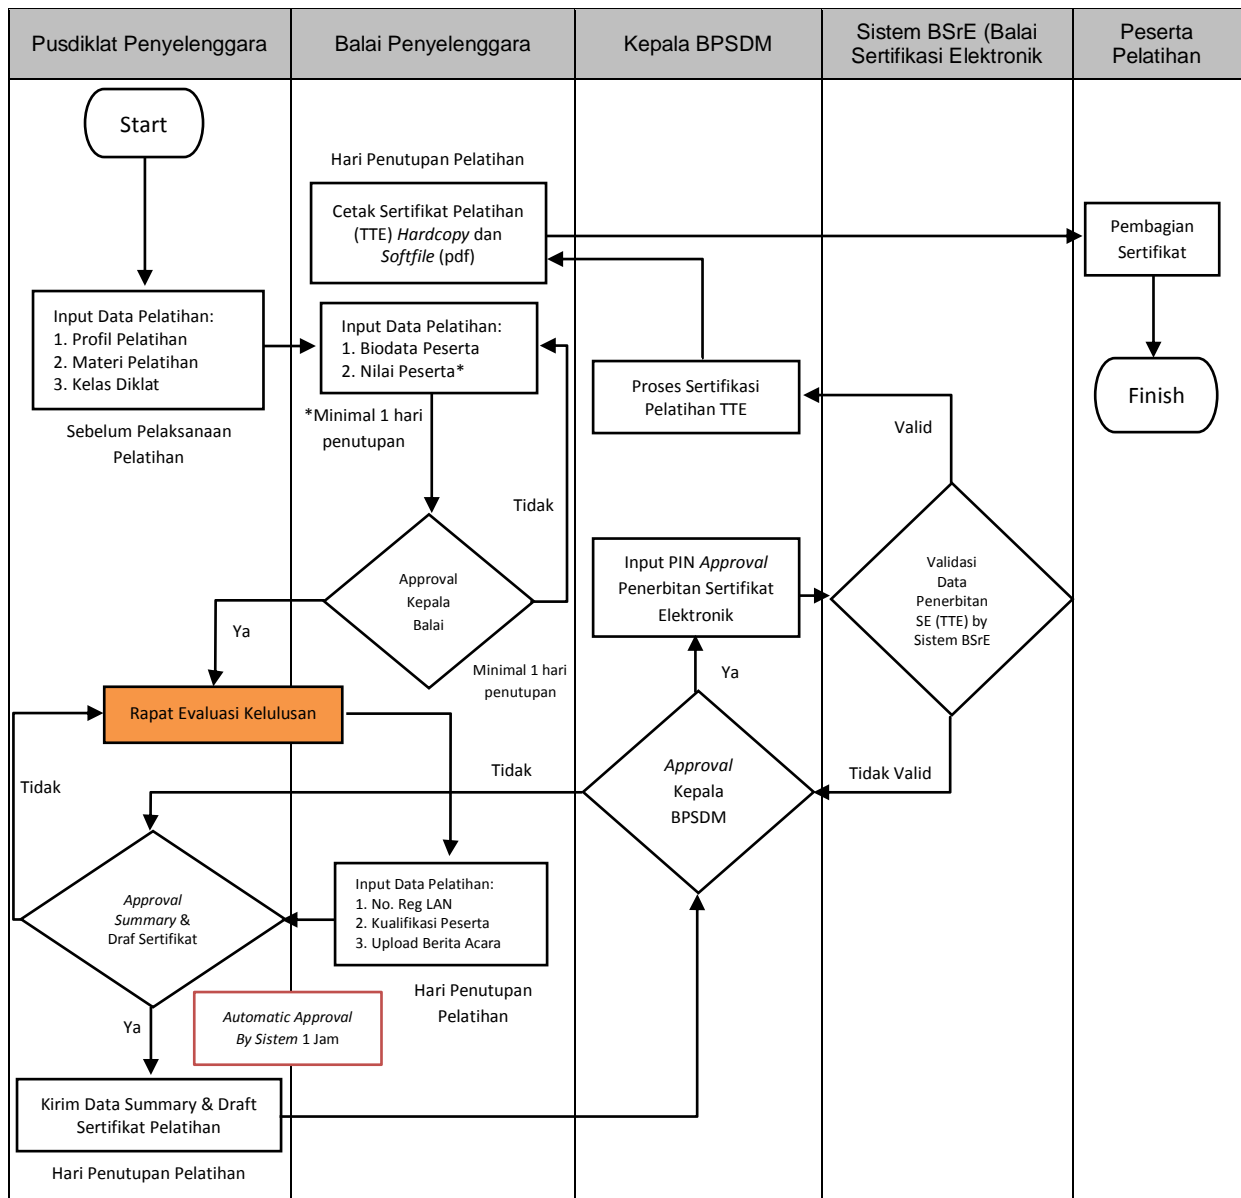 Pusdiklat Penyelenggara
Balai Penyelenggara
Kepala BPSDM
Sistem BSrE (Balai
Sertifikasi Elektronik
Peserta
Pelatihan
Start
Hari Penutupan Pelatihan
Cetak Sertifikat Pelatihan
(TTE) Hardcopy dan
Softfile (pdf)
Pembagian
Sertifikat
Input Data Pelatihan:
1. Profil Pelatihan
2. Materi Pelatihan
3. Kelas Diklat
Sebelum Pelaksanaan
Pelatihan
Input Data Pelatihan:
1. Biodata Peserta
2. Nilai Peserta*
*Minimal 1 hari
penutupan
Proses Sertifikasi
Pelatihan TTE
Finish
Valid
Tidak
Approval
Kepala
Balai
Ya
Minimal 1 hari
penutupan
Input PIN Approval
Penerbitan Sertifikat
Elektronik
Validasi
Data
Penerbitan
SE (TTE) by
Sistem BSrE
Ya
Rapat Evaluasi Kelulusan
Tidak
Tidak
Approval
Kepala
BPSDM
Tidak Valid
Approval
Summary &
Draf Sertifikat
Input Data Pelatihan:
1. No. Reg LAN
2. Kualifikasi Peserta
3. Upload Berita Acara
Hari Penutupan
Pelatihan
Ya
Automatic Approval
By Sistem 1 Jam
Kirim Data Summary & Draft
Sertifikat Pelatihan
Hari Penutupan Pelatihan